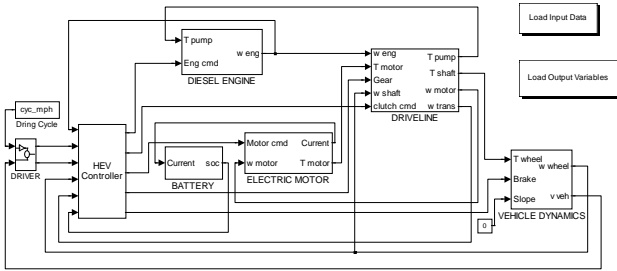 Load Input Data
Load Output Variables
T pump
Eng cmd
w eng
DIESEL ENGINE
w eng
T motor
Gear
w shaft
clutch cmd
T pump
T shaft
w motor
w trans
DRIVELINE
cyc_mph
Dring Cycle
DRIVER
HEV
Controller
Current
soc
BATTERY
Motor cmd
w motor
Current
T motor
ELECTRIC MOTOR
T wheel
Brake
Slope
w wheel
v veh
VEHICLE DYNAMICS
0